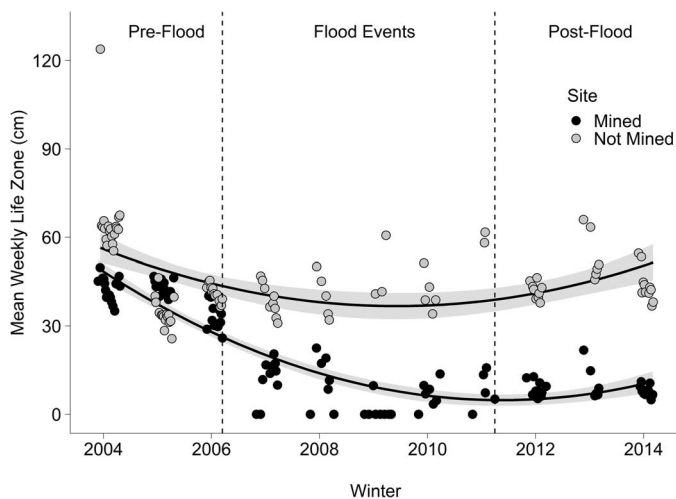 Pre-Flood Flood Events Post-Flood
120
Site
Mined
Not Mined
90
60
30
0
Mean Weekly Life Zone (cm)
2004 2006 2008 2010 2012 2014
Winter